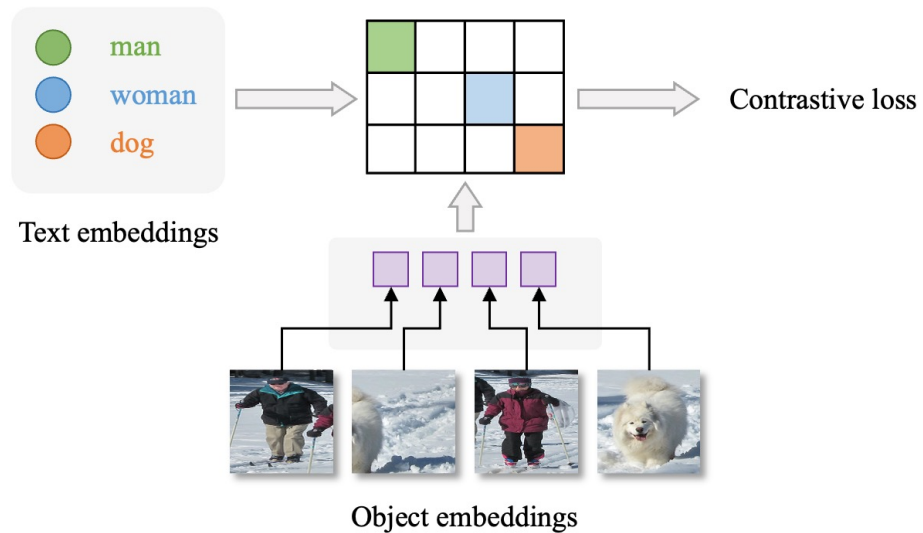 man
woman
dog
Text embeddings
Contrastive loss
Object embeddings